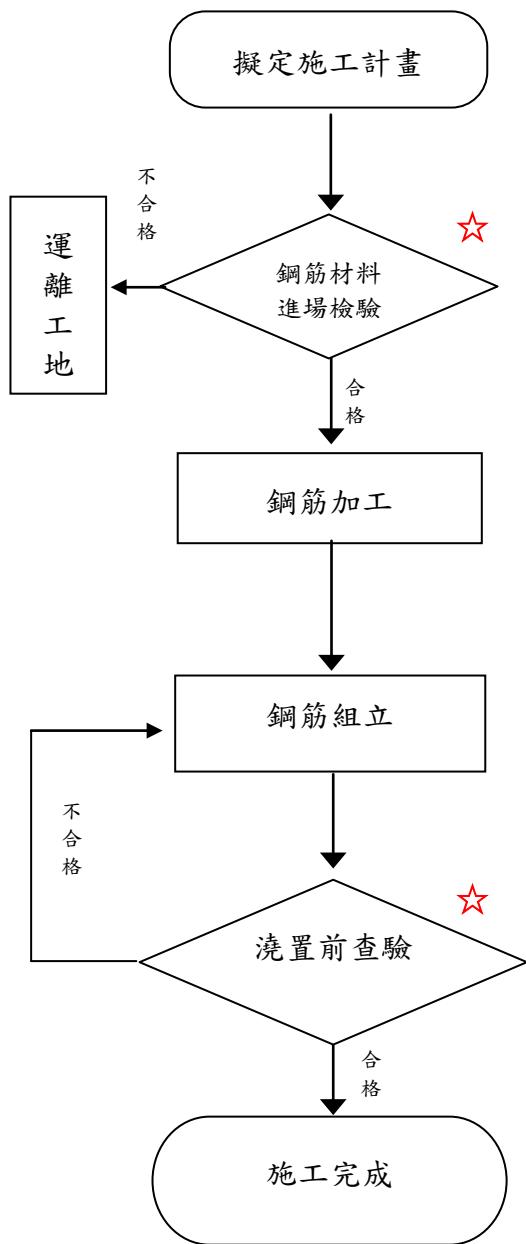 擬定施工計畫
不合格
運離工地
鋼筋材料
進場檢驗
合格
鋼筋加工
鋼筋組立
不合格
澆置前查驗
合格
施工完成